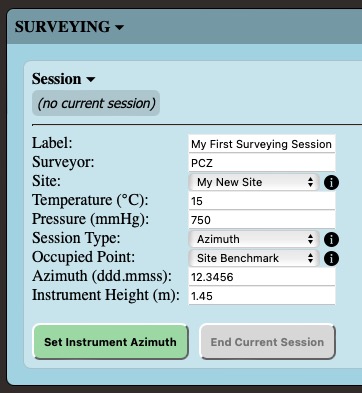 SURVEYING
Session
(no current session)
Label: My First Surveying Session
Surveyor: PCZ
Site: My New Site
Temperature (°C): 15
Pressure (mmHg): 750
Session Type: Azimuth
Occupied Point: Site Benchmark
Azimuth (ddd.mmss): 12.3456
Instrument Height (m): 1.45
Set Instrument Azimuth End Current Session